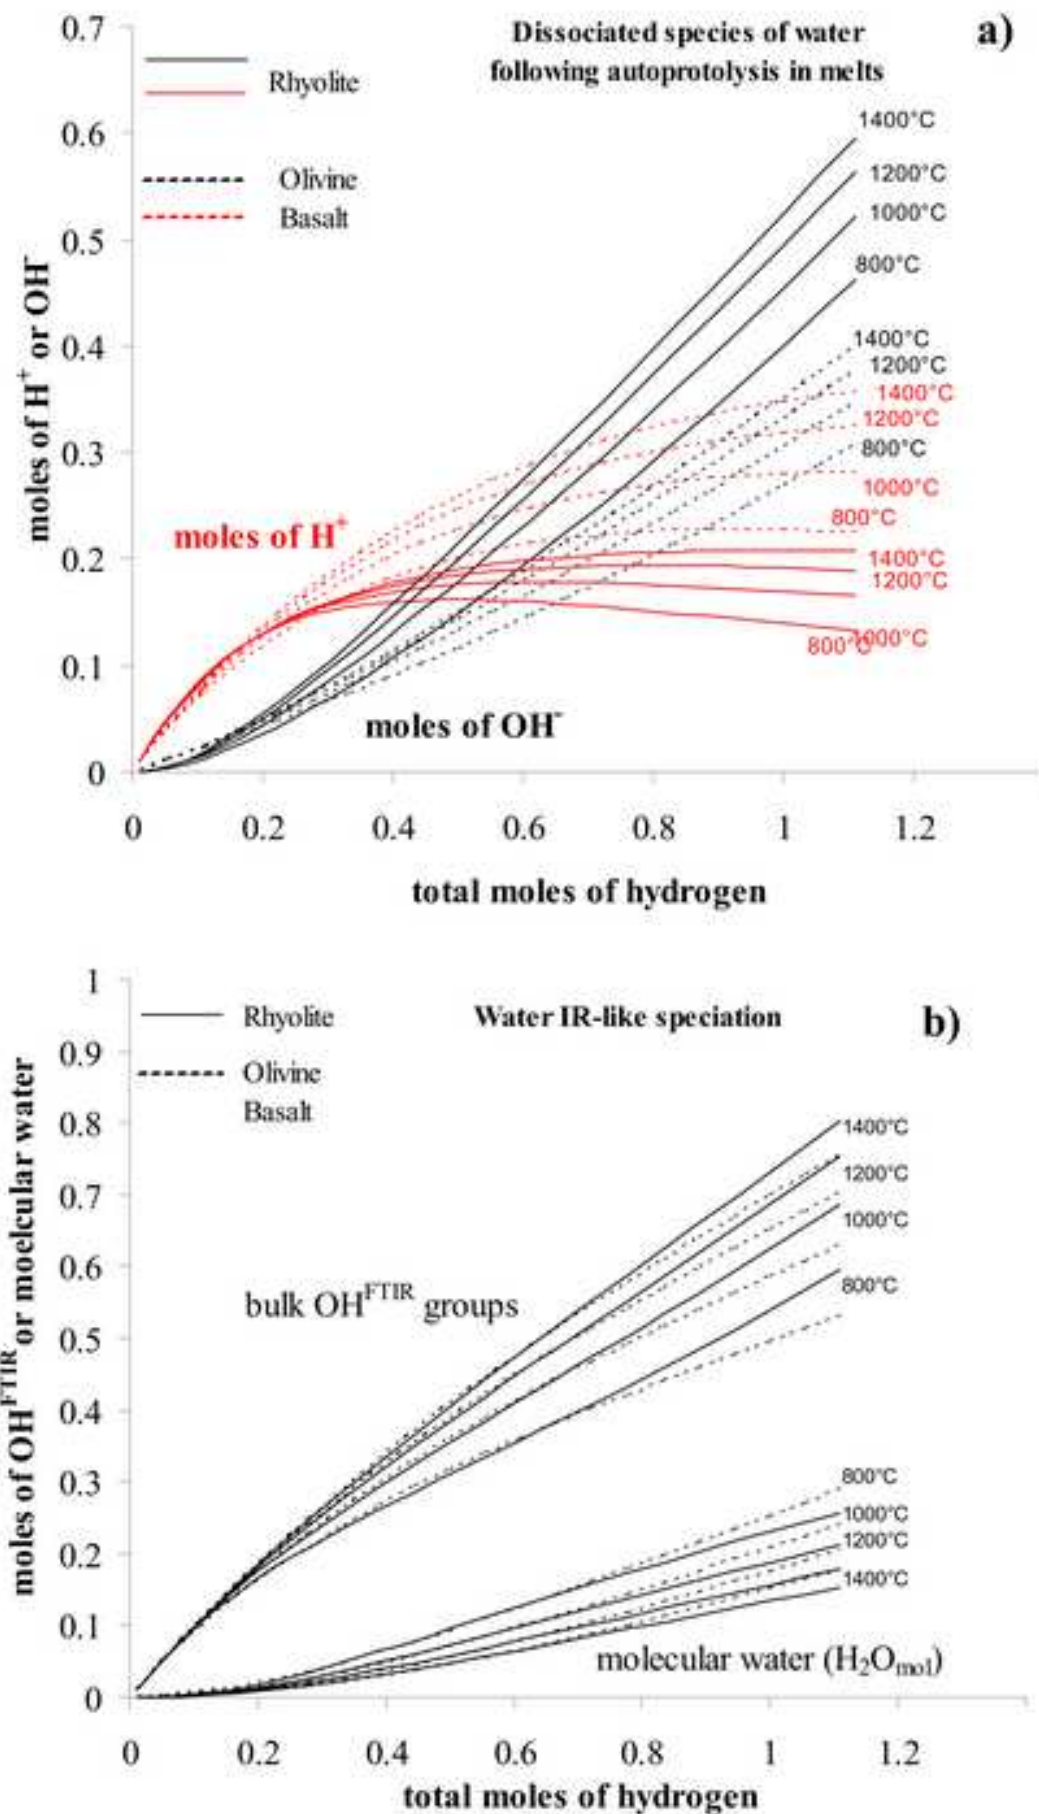 a)
Dissociated species of water
following autoprotolysis in melts
Rhyolite
Olivine
Basalt
0.7
0.6
0.5
0.4
0.3
0.2
0.1
0
moles of H+ or OH-
1400°C
1200°C
1000°C
800°C
1400°C
1200°C
1400°C
1200°C
800°C
1000°C
800°C
1400°C
1200°C
1000°C
800°C
moles of H+
moles of OH-
0 0.2 0.4 0.6 0.8 1 1.2
total moles of hydrogen
b)
Water IR-like speciation
Rhyolite
Olivine
Basalt
1
0.9
0.8
0.7
0.6
0.5
0.4
0.3
0.2
0.1
0
moles of OHFTIR or moelcular water
1400°C
1200°C
1000°C
800°C
bulk OHFTIR groups
800°C
1000°C
1200°C
1400°C
molecular water (H2Omol)
0 0.2 0.4 0.6 0.8 1 1.2
total moles of hydrogen